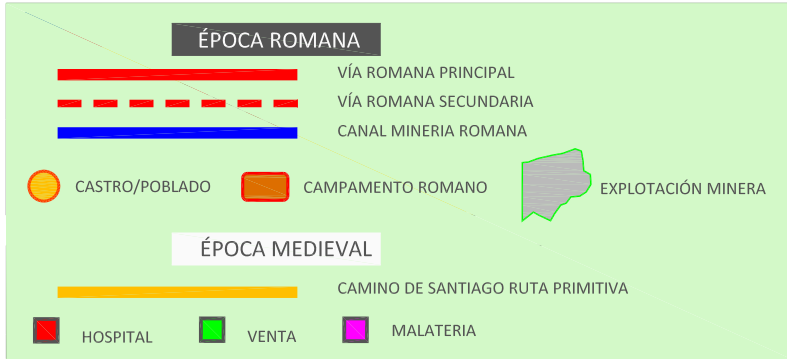 ÉPOCA ROMANA
VÍA ROMANA PRINCIPAL
VÍA ROMANA SECUNDARIA
CANAL MINERIA ROMANA
CASTRO/POBLADO
CAMPAMENTO ROMANO
EXPLOTACIÓN MINERA
ÉPOCA MEDIEVAL
CAMINO DE SANTIAGO RUTA PRIMITIVA
HOSPITAL
VENTA
MALATERIA